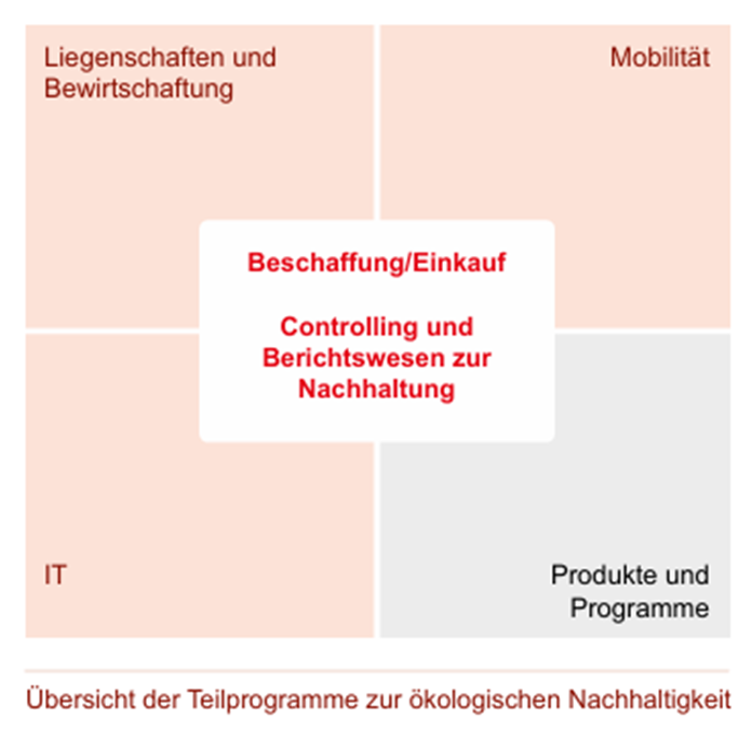 Liegenschaften und
Bewirtschaftung
Mobilität
Beschaffung/Einkauf
Controlling und
Berichtswesen zur
Nachhaltung
IT
Produkte und
Programme
Übersicht der Teilprogramme zur ökologischen Nachhaltigkeit